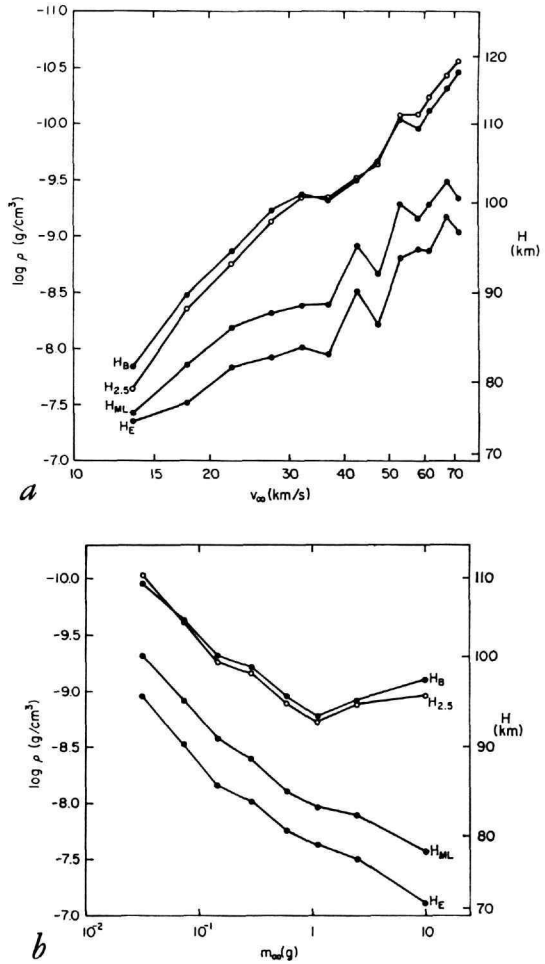 -11.0
-10.5
-10.0
-9.5
-9.0
-8.5
-8.0
-7.5
-7.0
log ρ (g/cm³)
120
110
100
90
80
70
H
(km)
H_B
H_2.5
H_ML
H_E
10 15 20 30 40 50 60 70
v_∞ (km/s)
a
-10.0
-9.5
-9.0
-8.5
-8.0
-7.5
-7.0
log ρ (g/cm³)
110
100
90
80
70
H
(km)
H_B
H_2.5
H_ML
H_E
10⁻² 10⁻¹ 1 10
m_∞(g)
b